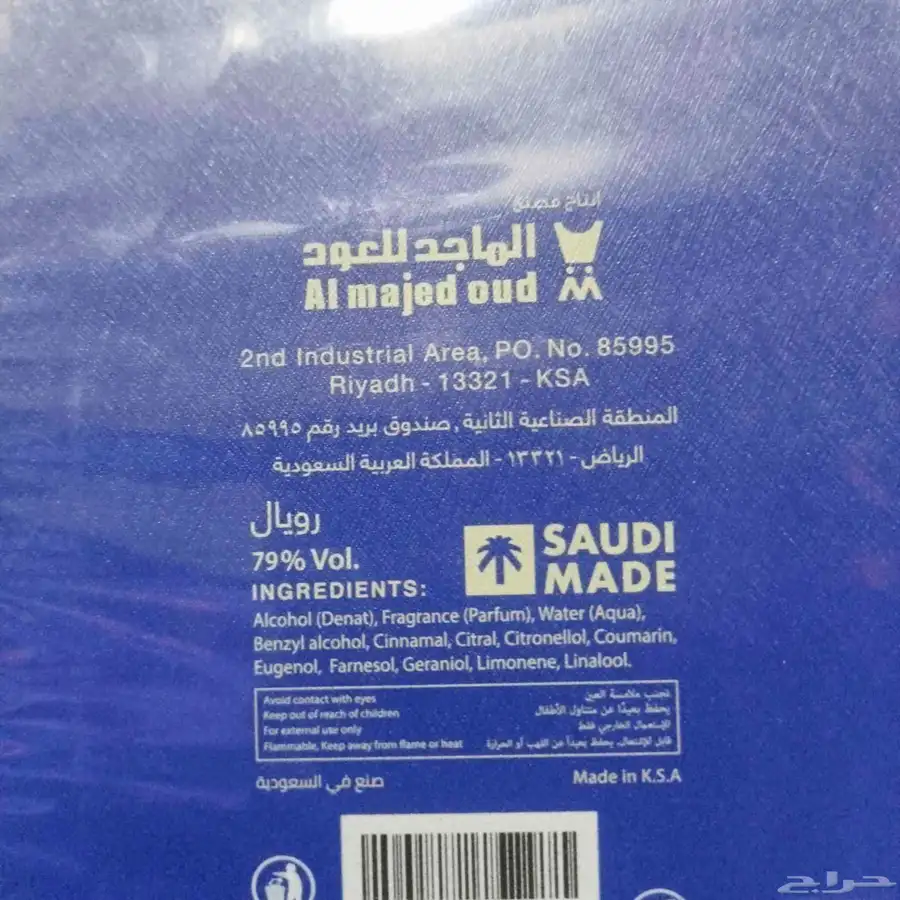 انتاج مصنع
الماجد للعود
Al majed oud
2nd Industrial Area, PO. No. 85995
Riyadh - 13321 - KSA
المنطقة الصناعية الثانية , صندوق بريد رقم ٨٥٩٩٥
الرياض - ١٣٣٢١ - المملكة العربية السعودية
رويال
79% Vol.
SAUDI
MADE
INGREDIENTS:
Alcohol (Denat), Fragrance (Parfum), Water (Aqua),
Benzyl alcohol, Cinnamal, Citral, Citronellol, Coumarin,
Eugenol, Farnesol, Geraniol, Limonene, Linalool.
Avoid contact with eyes
Keep out of reach of children
For external use only
Flammable, Keep away from flame or heat
تجنب ملامسة العين
يحفظ بعيدًا عن متناول الأطفال
للإستعمال الخارجي فقط
قابل للإشتعال، يحفظ بعيداً عن اللهب أو الحرارة
صنع في السعودية
Made in K.S.A
حراج